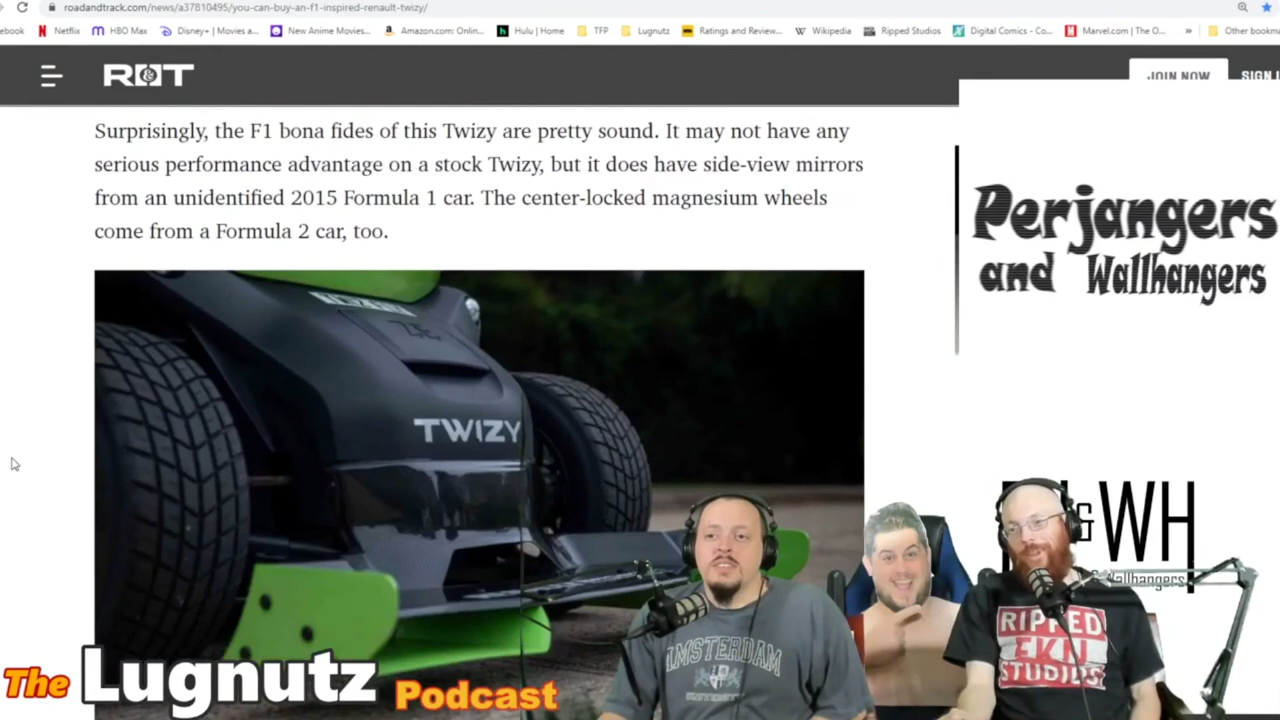 roadandtrack.com/news/a37810495/you-can-buy-an-f1-inspired-renault-twizy/
ebook Netflix HBO Max Disney+ | Movies a... New Anime Movies... Amazon.com: Onlin... Hulu | Home TFP Lugnutz Ratings and Review... Wikipedia Ripped Studios Digital Comics - Co... Marvel.com | The O... » Other bookma
R&T
JOIN NOW SIGN I
Surprisingly, the F1 bona fides of this Twizy are pretty sound. It may not have any
serious performance advantage on a stock Twizy, but it does have side-view mirrors
from an unidentified 2015 Formula 1 car. The center-locked magnesium wheels
come from a Formula 2 car, too.
Perjangers
and Wallhangers
TWIZY
&WH
Wallhangers
AMSTERDAM
RIPPED
STUDIOS
The Lugnutz Podcast